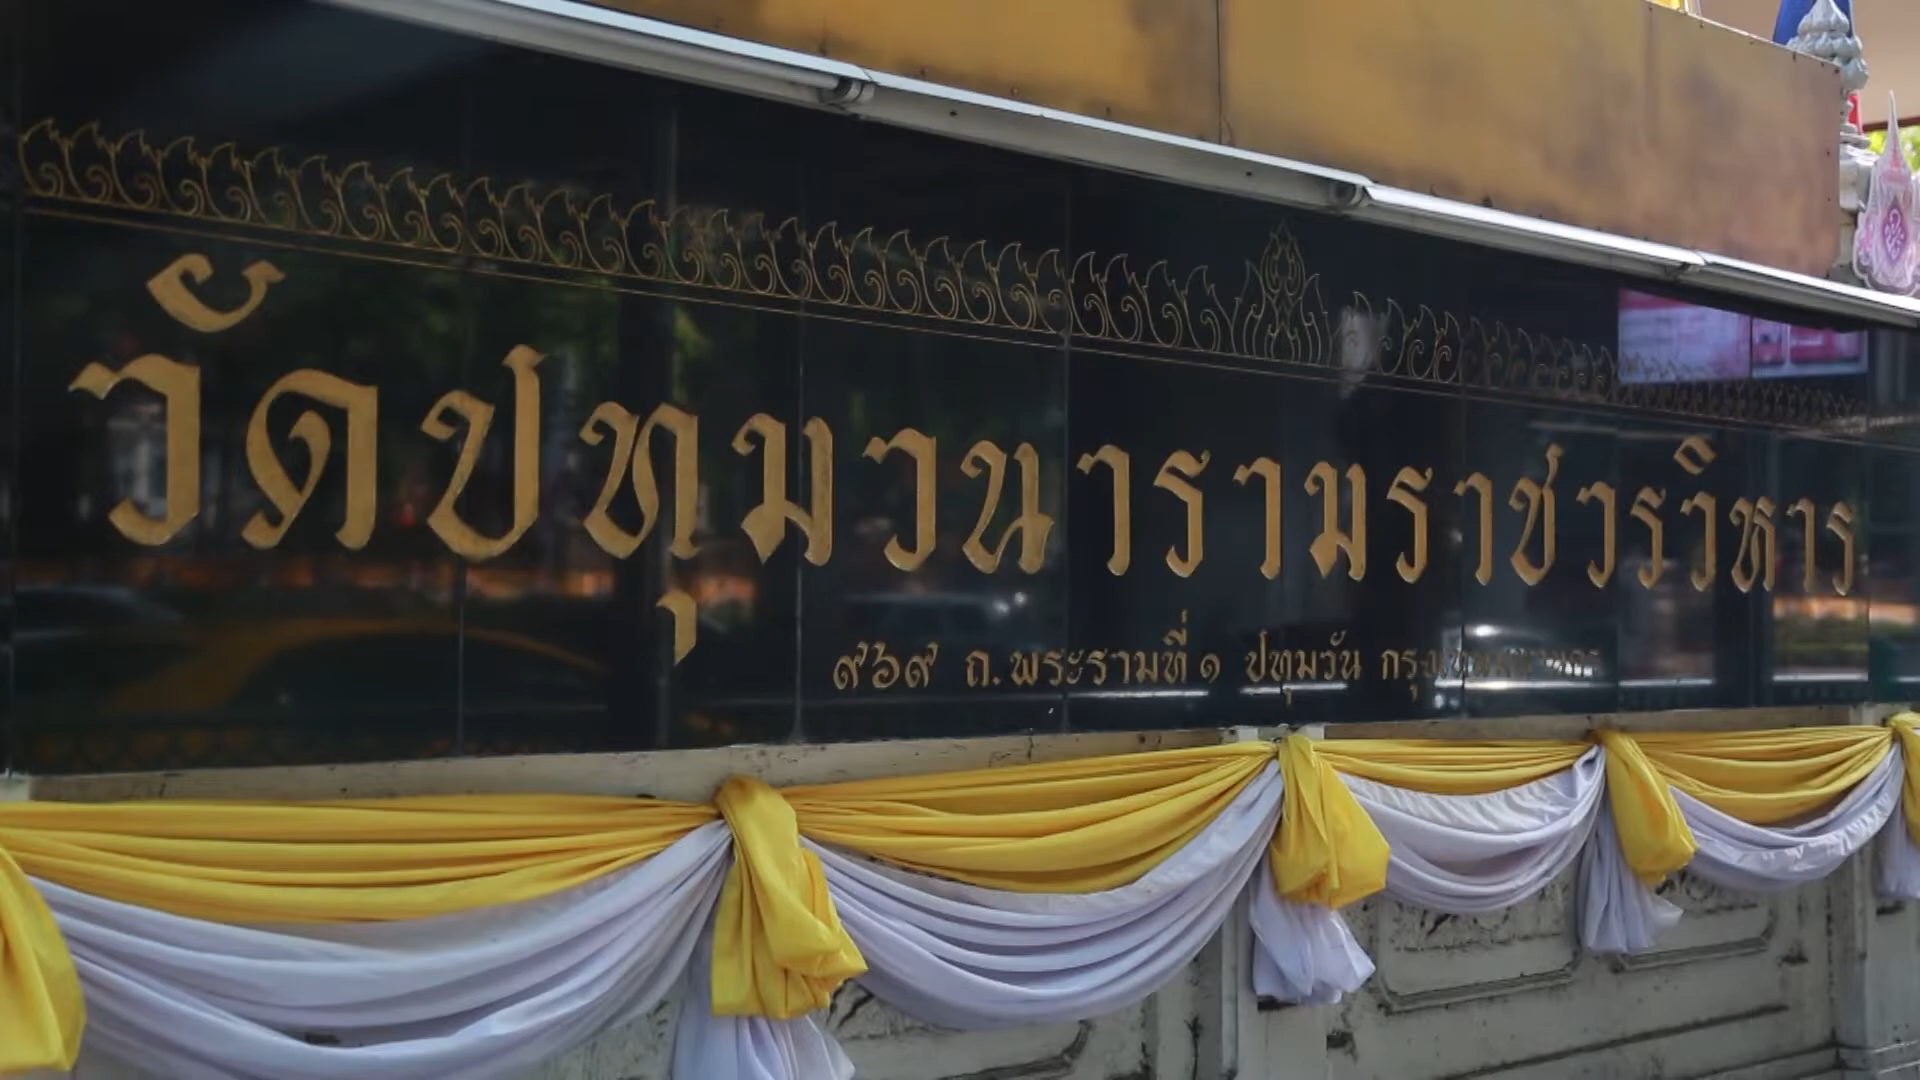 วัดปทุมวนารามราชวรวิหาร
๙๖๙ ถ.พระรามที่ ๑ ปทุมวัน